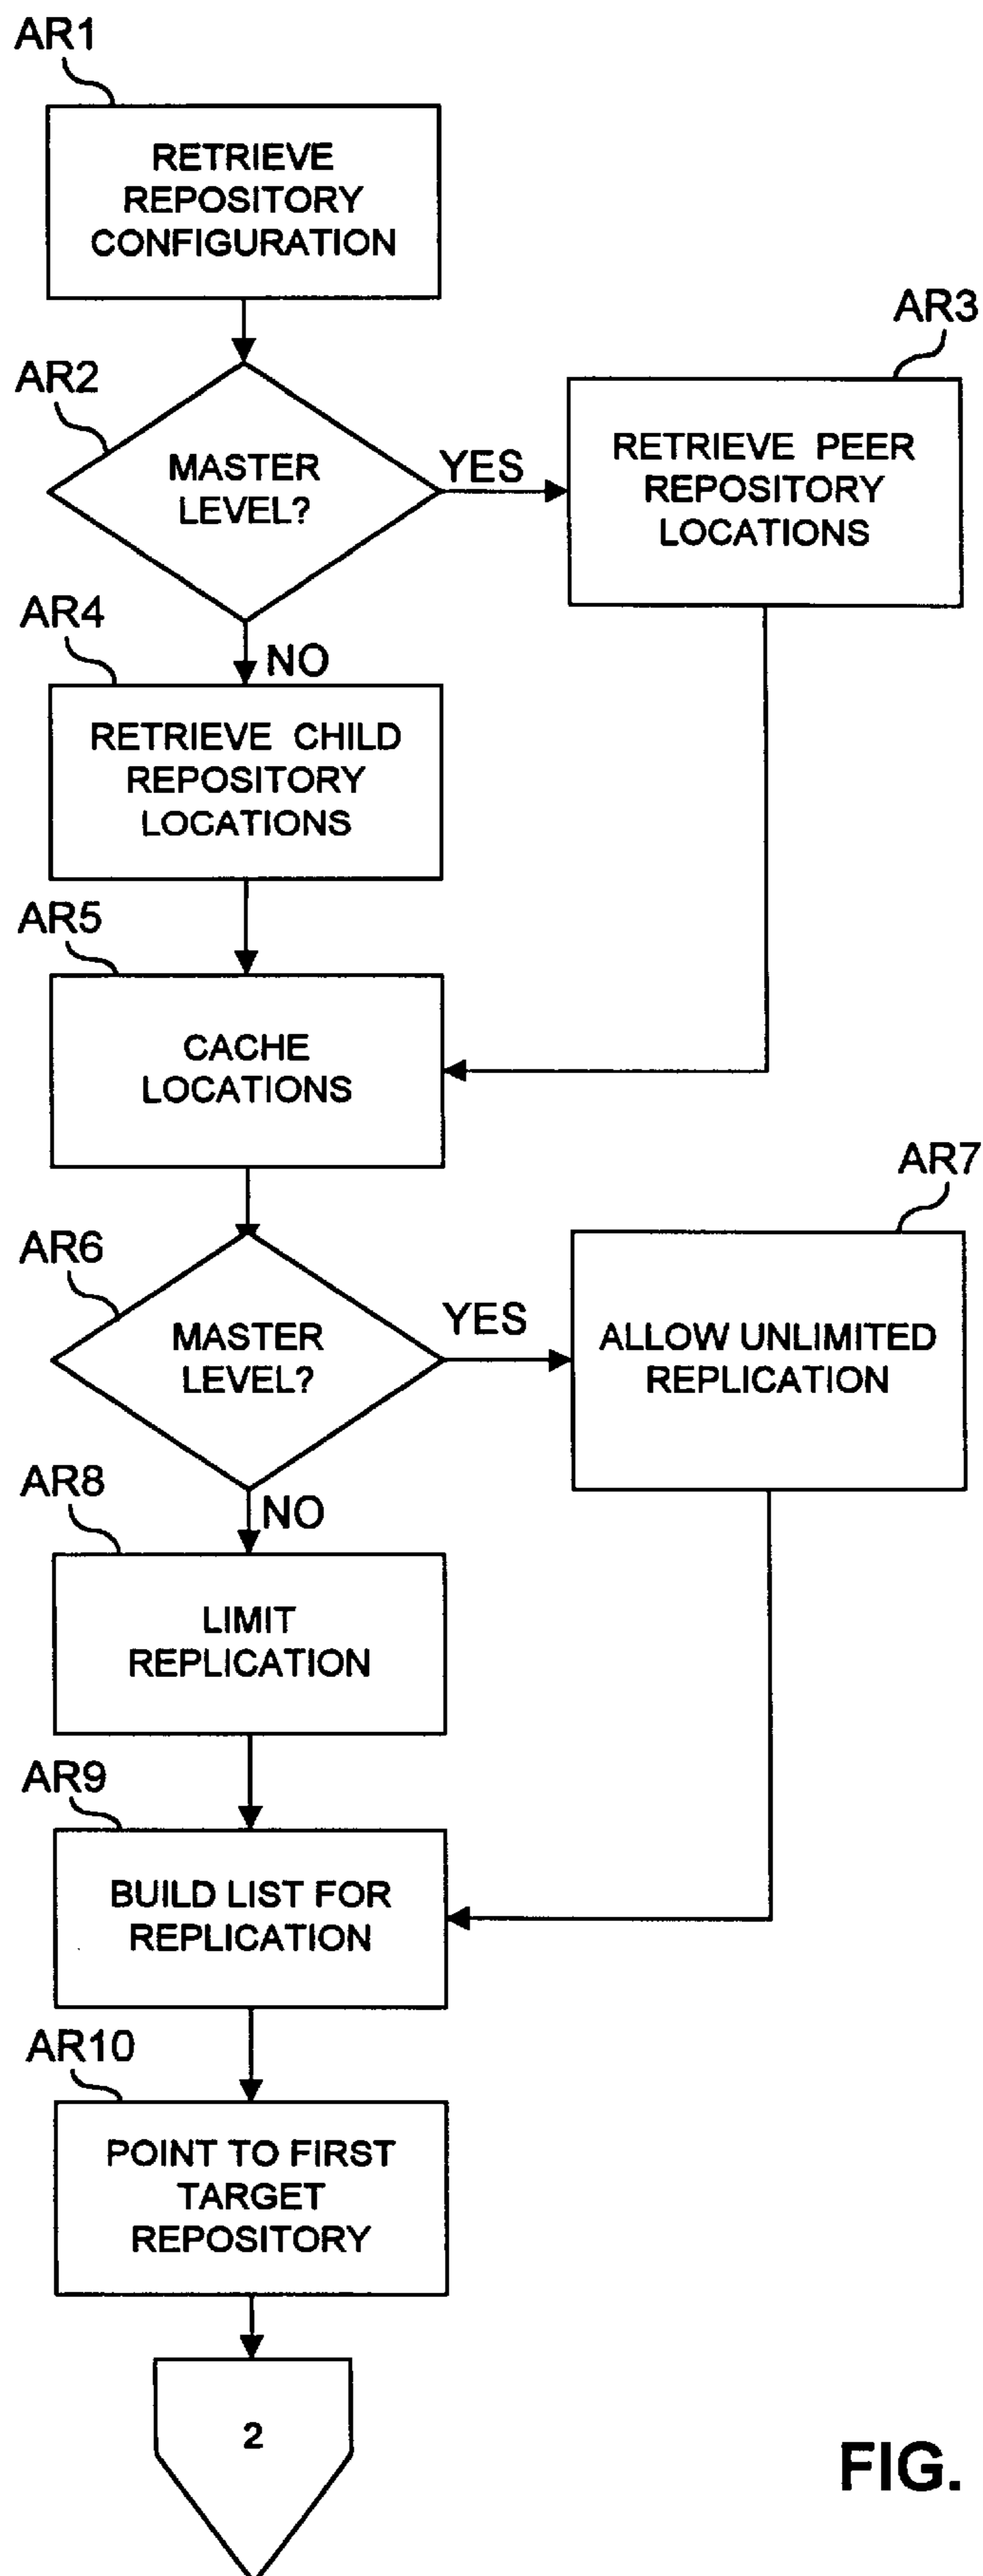 AR1
RETRIEVE
REPOSITORY
CONFIGURATION
AR2
MASTER
LEVEL?
YES
AR3
RETRIEVE PEER
REPOSITORY
LOCATIONS
NO
AR4
RETRIEVE CHILD
REPOSITORY
LOCATIONS
AR5
CACHE
LOCATIONS
AR6
MASTER
LEVEL?
YES
AR7
ALLOW UNLIMITED
REPLICATION
NO
AR8
LIMIT
REPLICATION
AR9
BUILD LIST FOR
REPLICATION
AR10
POINT TO FIRST
TARGET
REPOSITORY
2
FIG.